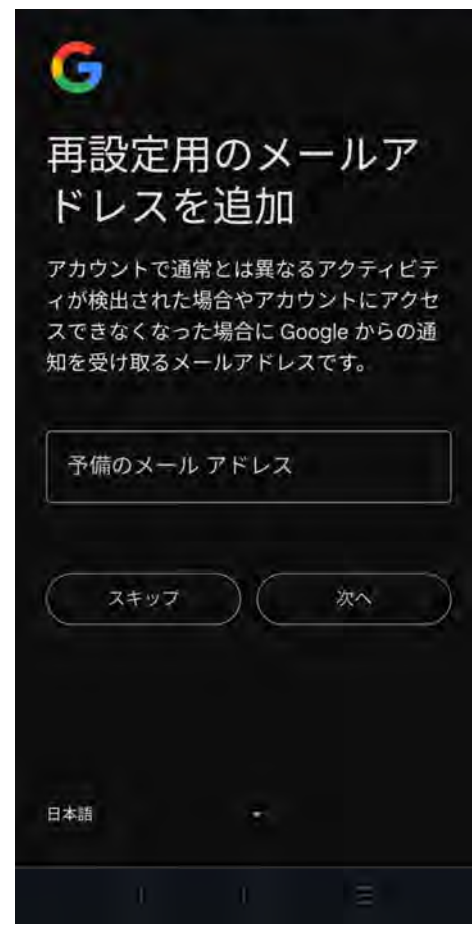 再設定用のメールア
ドレスを追加
アカウントで通常とは異なるアクティビテ
ィが検出された場合やアカウントにアクセ
スできなくなった場合に Google からの通
知を受け取るメールアドレスです。
予備のメール アドレス
スキップ
次へ
日本語